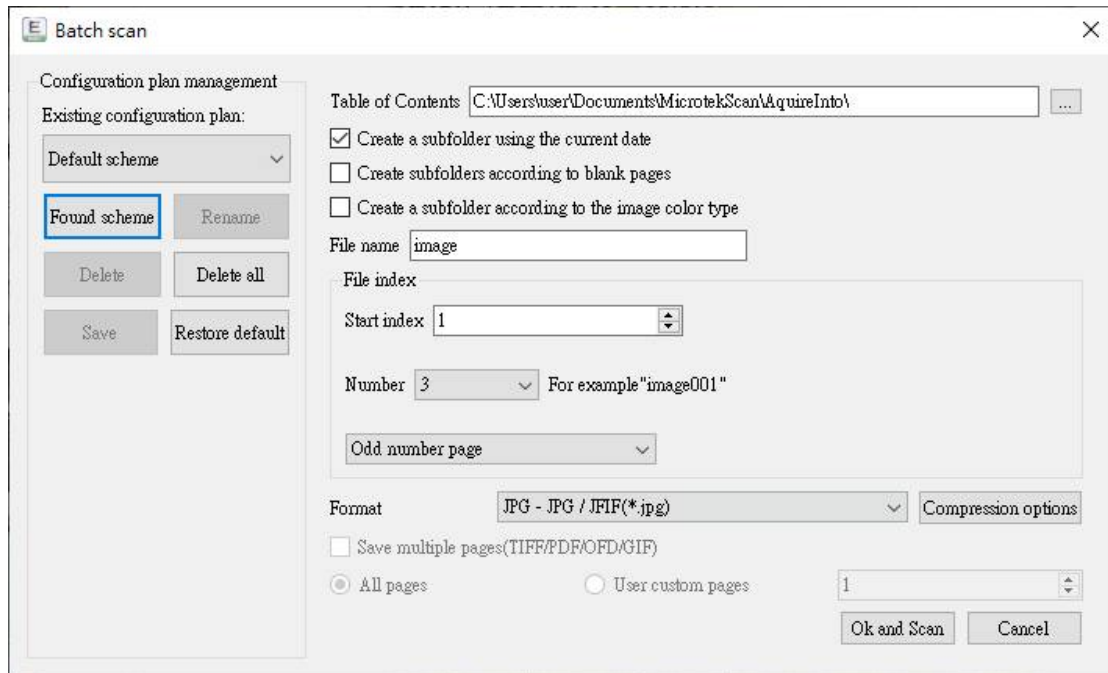 E
Batch scan
Configuration plan management
Existing configuration plan:
Default scheme
Found scheme
Rename
Delete
Delete all
Save
Restore default
Table of Contents C:\Users\user\Documents\MicrotekScan\AquireInto\ ...
Create a subfolder using the current date
Create subfolders according to blank pages
Create a subfolder according to the image color type
File name image
File index
Start index 1
Number 3 For example"image001"
Odd number page
Format JPG - JPG / JFIF(*.jpg) Compression options
Save multiple pages(TIFF/PDF/OFD/GIF)
All pages User custom pages 1
Ok and Scan Cancel